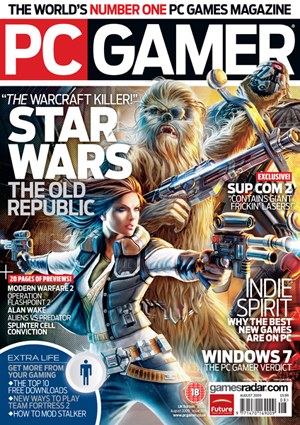 THE WORLD'S NUMBER ONE PC GAMES MAGAZINE
PC GAMER
"THE WARCRAFT KILLER!"
STAR
WARS
THE OLD
REPUBLIC
EXCLUSIVE!
SUP COM 2
"CONTAINS GIANT
FRICKIN' LASERS!"
20 PAGES OF PREVIEWS!
MODERN WARFARE 2
OPERATION
FLASHPOINT 2
ALAN WAKE
ALIENS VS PREDATOR
SPLINTER CELL
CONVICTION
INDIE
SPIRIT
WHY THE BEST
NEW GAMES
ARE ON PC
WINDOWS 7
THE PC GAMER VERDICT
EXTRA LIFE
GET MORE FROM
YOUR GAMING
THE TOP 10
FREE DOWNLOADS
NEW WAYS TO PLAY
TEAM FORTRESS 2
HOW TO MOD STALKER
18
gamesradar.com
Future
AUGUST 2009